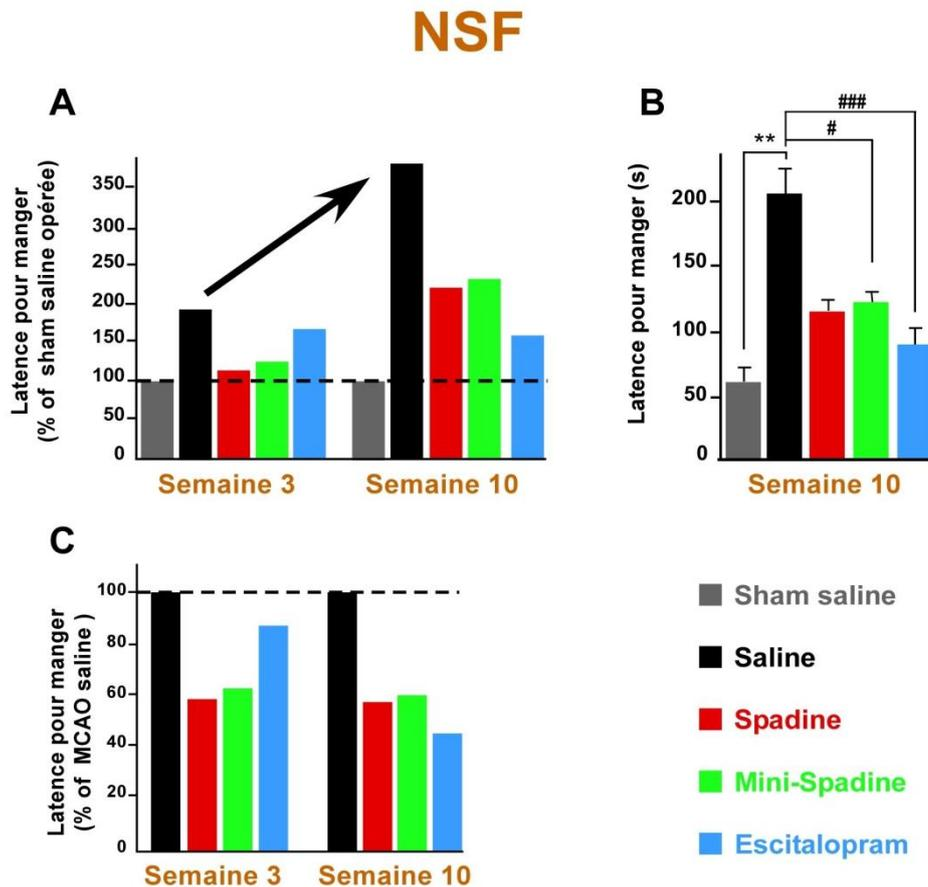 NSF
A
Latence pour manger
(% of sham saline opérée)
350
300
250
200
150
100
50
0
Semaine 3
Semaine 10
B
###
#
**
Latence pour manger (s)
200
150
100
50
0
Semaine 10
C
Latence pour manger
(% of MCAO saline)
100
80
60
40
20
0
Semaine 3
Semaine 10
Sham saline
Saline
Spadine
Mini-Spadine
Escitalopram